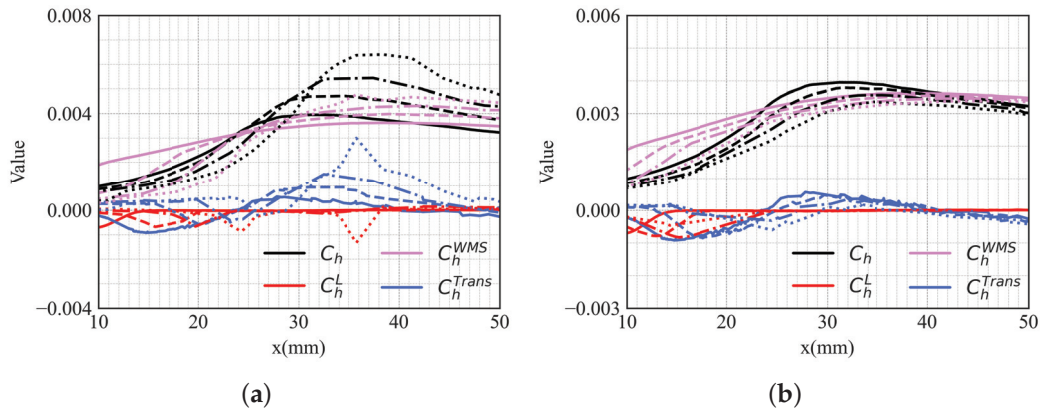 0.008
0.004
0.000
−0.004
Value
10 20 30 40 50
x(mm)
C_h C_h^{WMS}
C_h^L C_h^{Trans}
(a)
0.006
0.003
0.000
−0.003
Value
10 20 30 40 50
x(mm)
C_h C_h^{WMS}
C_h^L C_h^{Trans}
(b)